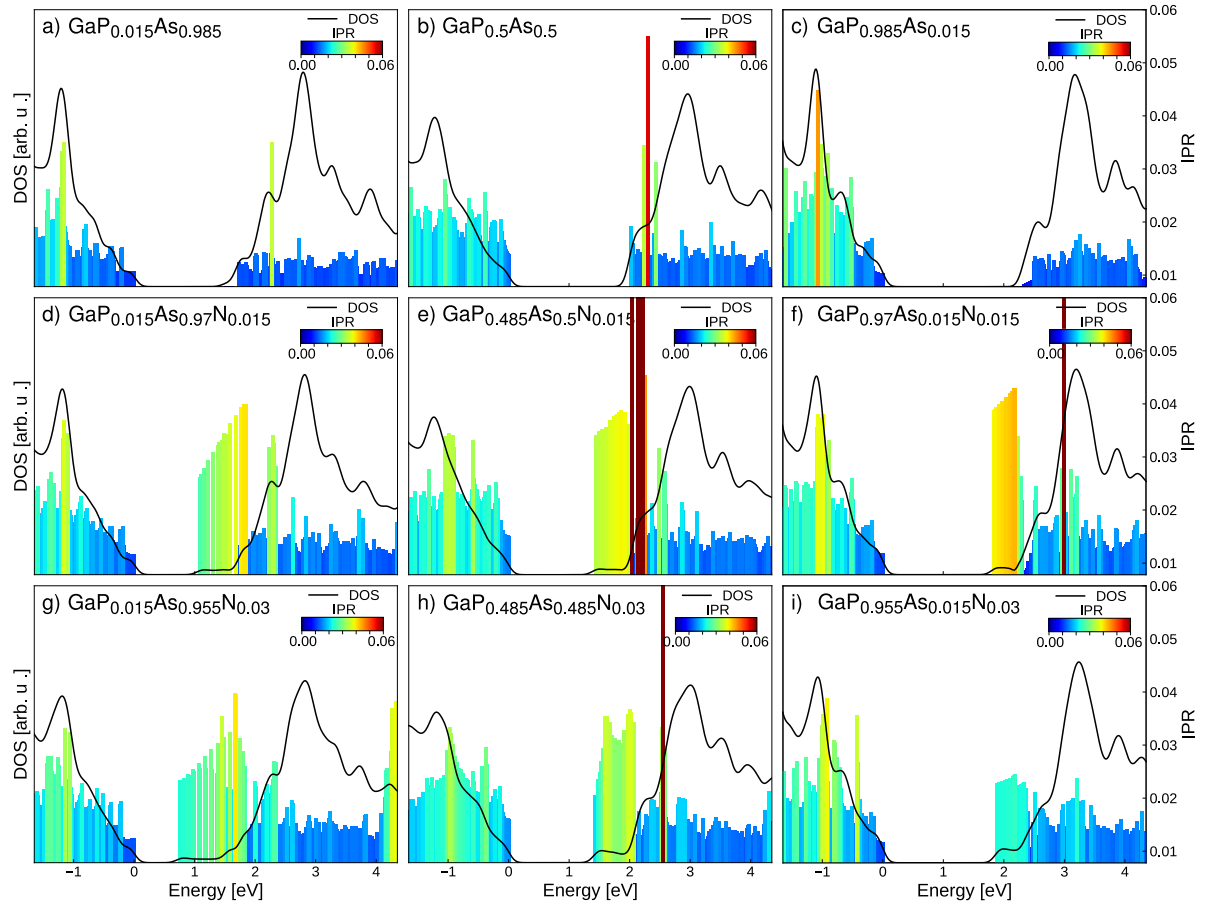 a) GaP0.015As0.985
DOS
IPR
0.00 0.06
b) GaP0.5As0.5
DOS
IPR
0.00 0.06
c) GaP0.985As0.015
DOS
IPR
0.00 0.06
DOS [arb. u .]
0.06
0.05
0.04
0.03
0.02
0.01
IPR
d) GaP0.015As0.97N0.015
DOS
IPR
0.00 0.06
e) GaP0.485As0.5N0.015
DOS
IPR
0.00 0.06
f) GaP0.97As0.015N0.015
DOS
IPR
0.00 0.06
DOS [arb. u .]
0.06
0.05
0.04
0.03
0.02
0.01
IPR
g) GaP0.015As0.955N0.03
DOS
IPR
0.00 0.06
h) GaP0.485As0.485N0.03
DOS
IPR
0.00 0.06
i) GaP0.955As0.015N0.03
DOS
IPR
0.00 0.06
DOS [arb. u .]
0.06
0.05
0.04
0.03
0.02
0.01
IPR
−1 0 1 2 3 4
−1 0 1 2 3 4
−1 0 1 2 3 4
Energy [eV]
Energy [eV]
Energy [eV]